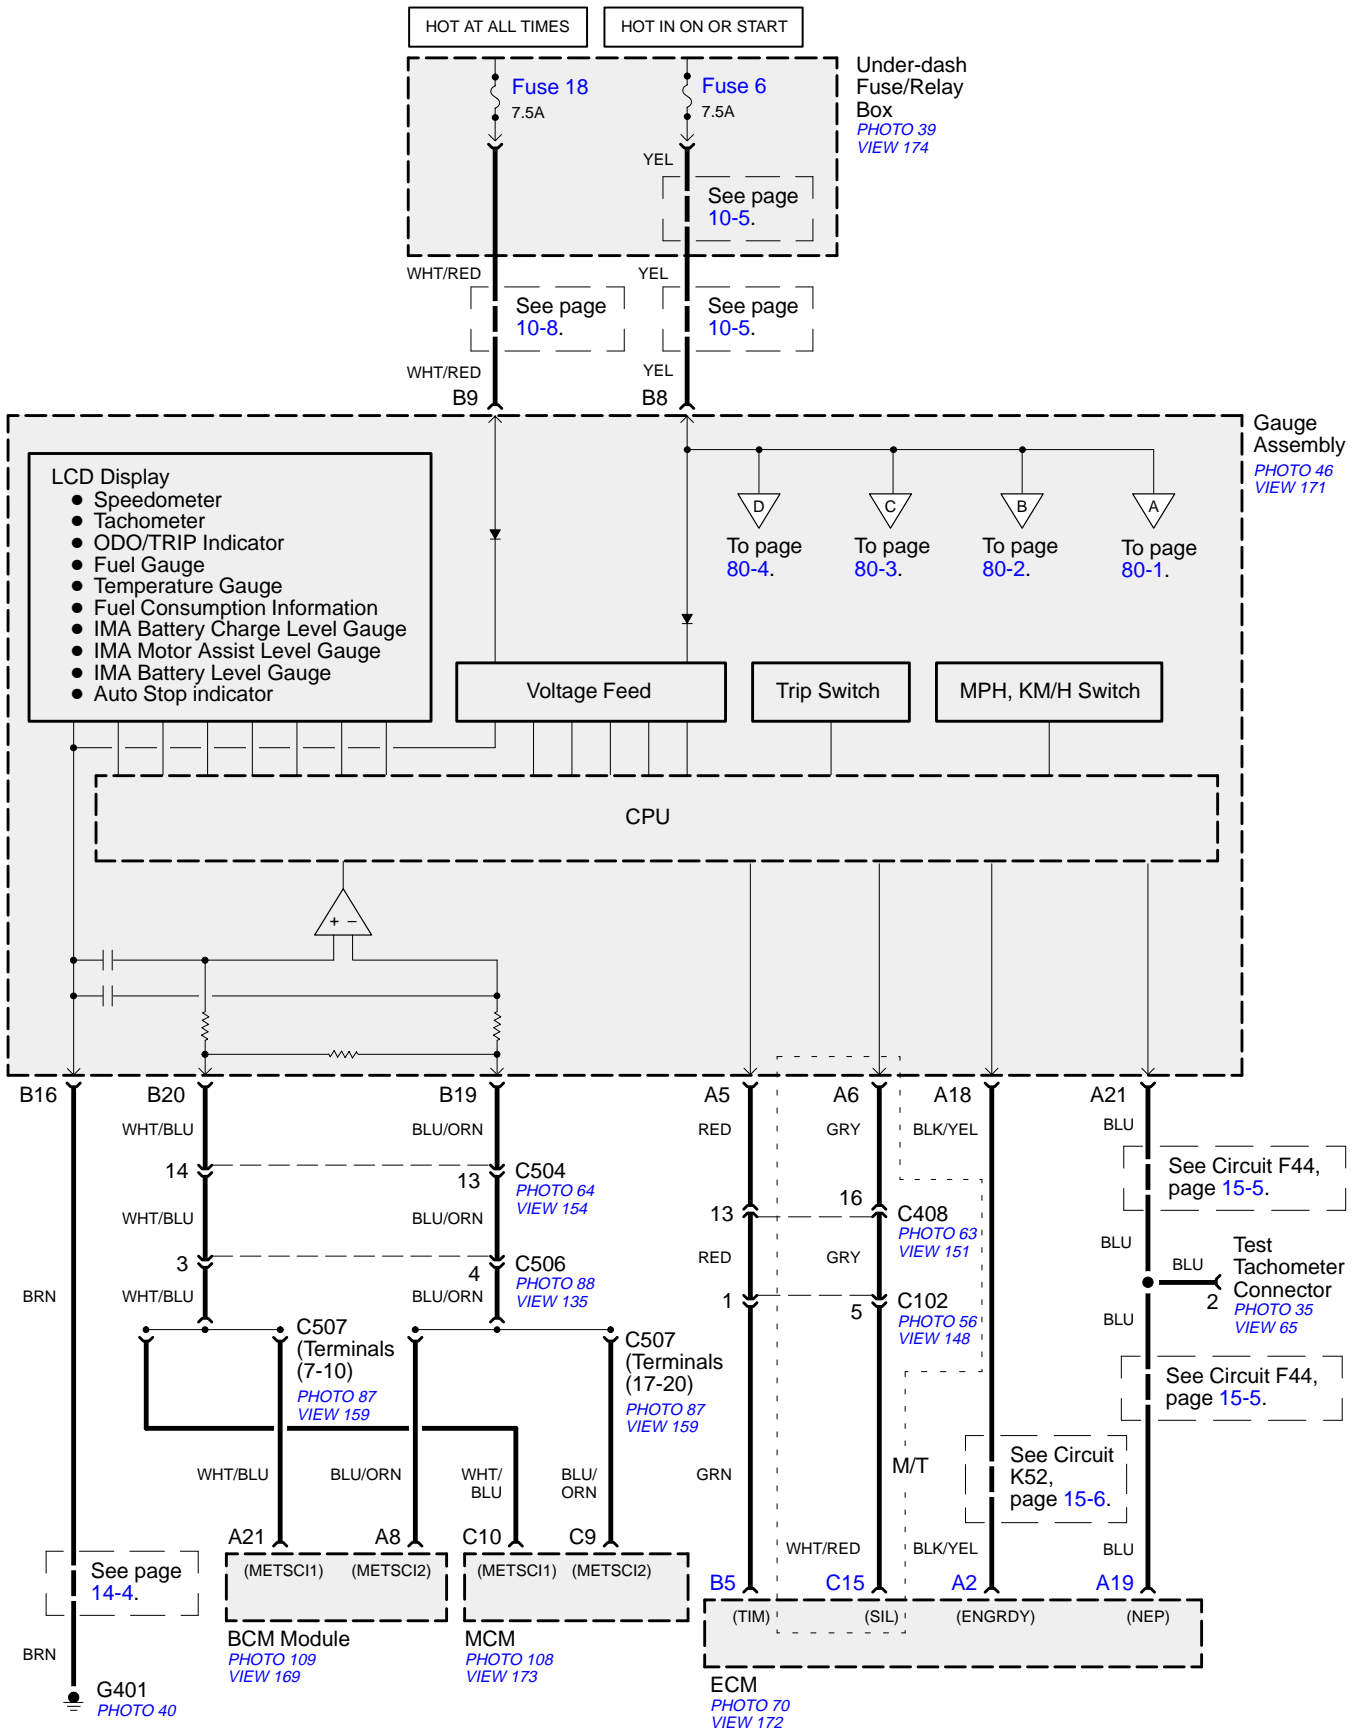 HOT AT ALL TIMES
HOT IN ON OR START
Under-dash
Fuse/Relay
Box
PHOTO 39
VIEW 174
Fuse 18
7.5A
Fuse 6
7.5A
YEL
See page
10-5.
WHT/RED
YEL
See page
10-8.
See page
10-5.
WHT/RED
YEL
B9
B8
Gauge
Assembly
PHOTO 46
VIEW 171
LCD Display
● Speedometer
● Tachometer
● ODO/TRIP Indicator
● Fuel Gauge
● Temperature Gauge
● Fuel Consumption Information
● IMA Battery Charge Level Gauge
● IMA Motor Assist Level Gauge
● IMA Battery Level Gauge
● Auto Stop indicator
D
C
B
A
To page
80-4.
To page
80-3.
To page
80-2.
To page
80-1.
Voltage Feed
Trip Switch
MPH, KM/H Switch
CPU
+ −
B16
B20
B19
A5
A6
A18
A21
WHT/BLU
BLU/ORN
RED
GRY
BLK/YEL
BLU
14
13
C504
PHOTO 64
VIEW 154
See Circuit F44,
page 15-5.
WHT/BLU
BLU/ORN
13
16
C408
PHOTO 63
VIEW 151
BLU
BLU
Test
Tachometer
Connector
PHOTO 35
VIEW 65
2
3
4
C506
PHOTO 88
VIEW 135
RED
GRY
BRN
WHT/BLU
BLU/ORN
1
5
C102
PHOTO 56
VIEW 148
BLU
C507
(Terminals
(7-10)
PHOTO 87
VIEW 159
C507
(Terminals
(17-20)
PHOTO 87
VIEW 159
See Circuit F44,
page 15-5.
WHT/BLU
BLU/ORN
WHT/
BLU
BLU/
ORN
GRN
M/T
See Circuit
K52,
page 15-6.
A21
A8
C10
C9
WHT/RED
BLK/YEL
BLU
See page
14-4.
(METSCI1)
(METSCI2)
(METSCI1)
(METSCI2)
B5
C15
A2
A19
(TIM)
(SIL)
(ENGRDY)
(NEP)
BCM Module
PHOTO 109
VIEW 169
MCM
PHOTO 108
VIEW 173
BRN
G401
PHOTO 40
ECM
PHOTO 70
VIEW 172